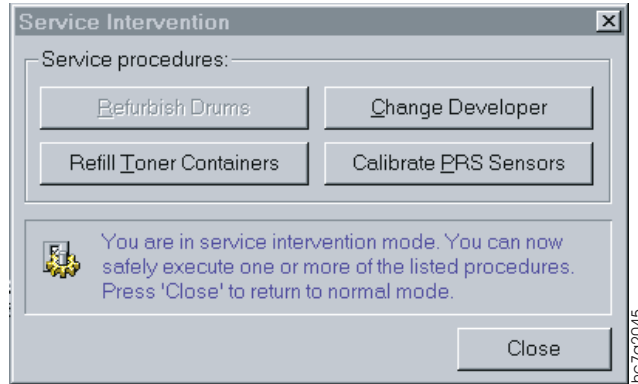 Service Intervention
Service procedures:
Refurbish Drums
Change Developer
Refill Toner Containers
Calibrate PRS Sensors
You are in service intervention mode. You can now
safely execute one or more of the listed procedures.
Press 'Close' to return to normal mode.
Close